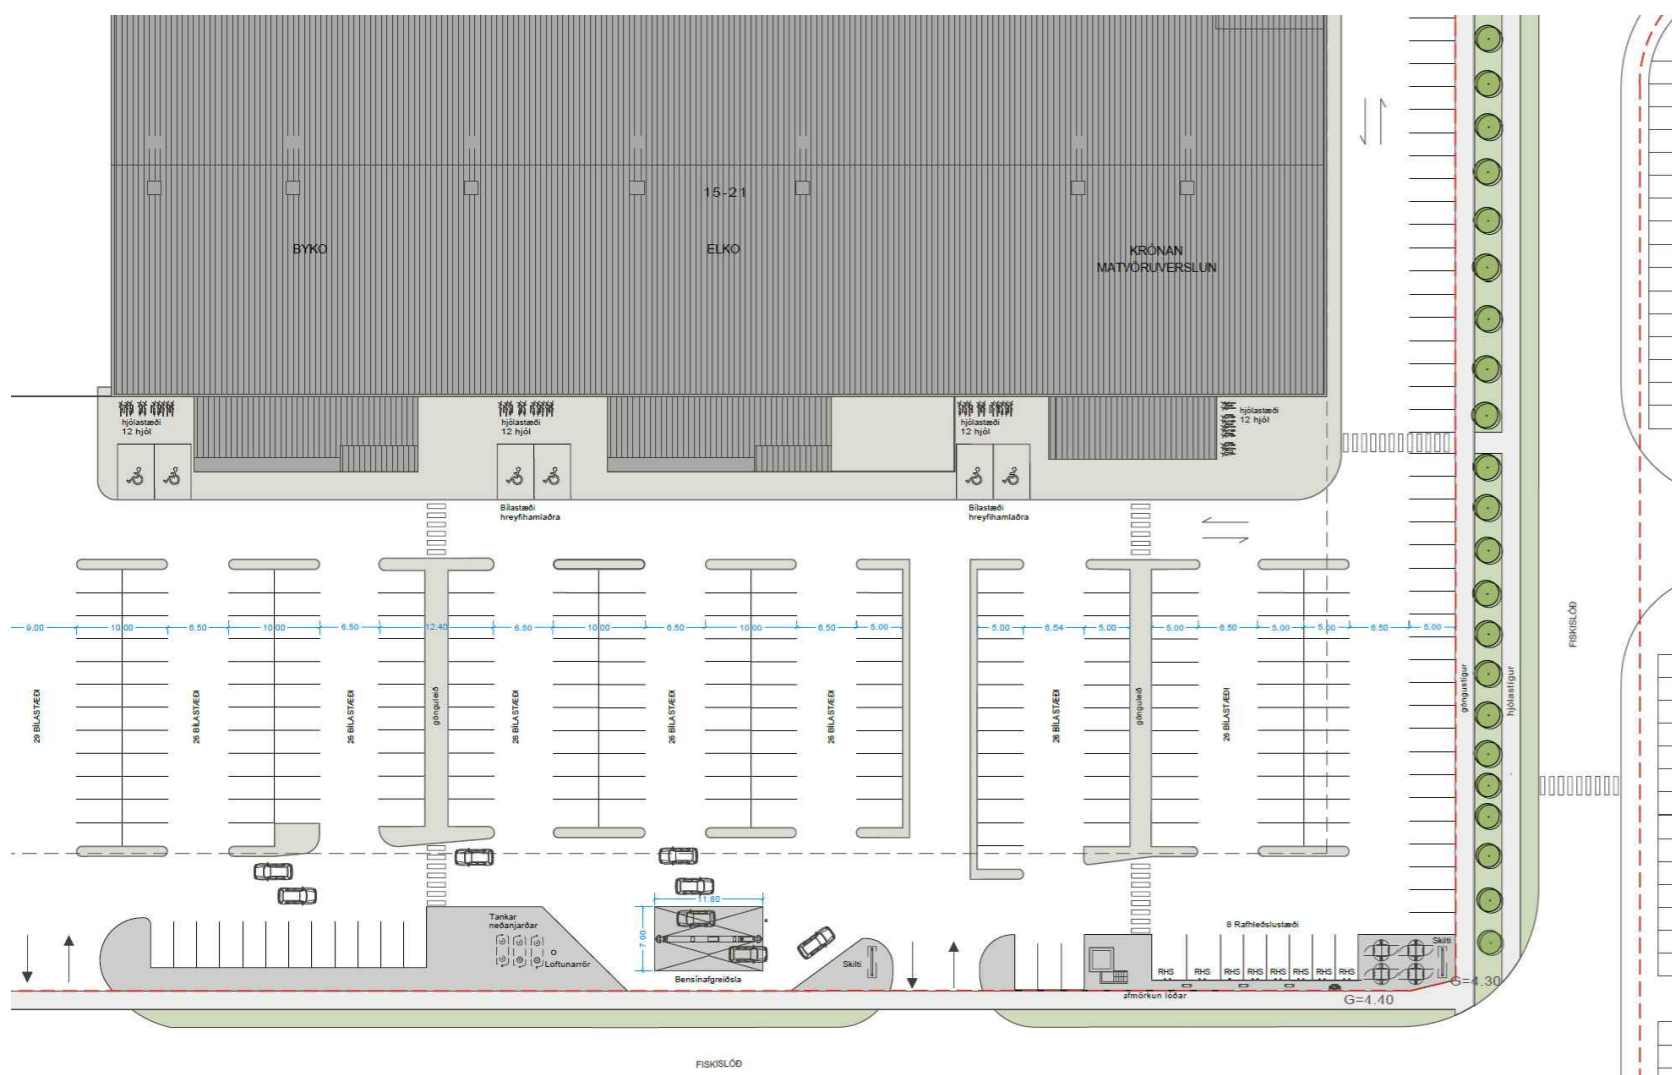 15-21
BYKO
ELKO
KRÓNAN
MATVÖRUVERSLUN
hjólastæði
12 hjól
hjólastæði
12 hjól
hjólastæði
12 hjól
hjólastæði
12 hjól
Bílastæði
hreyfihamlaðra
Bílastæði
hreyfihamlaðra
9.00
10.00
6.50
10.00
6.50
12.40
6.50
10.00
6.50
10.00
6.50
5.00
5.00
6.54
5.00
5.00
6.50
5.00
5.00
6.50
5.00
29 BÍLASTÆÐI
26 BÍLASTÆÐI
26 BÍLASTÆÐI
gönguleið
26 BÍLASTÆÐI
26 BÍLASTÆÐI
26 BÍLASTÆÐI
26 BÍLASTÆÐI
gönguleið
26 BÍLASTÆÐI
göngustígur
hjólastígur
FISKISLÓÐ
11.80
7.00
Tankar
neðanjarðar
Loftunarrör
Bensínafgreiðsla
Skilti
8 Rafhleðslustæði
RHS
RHS
RHS
RHS
RHS
RHS
RHS
RHS
Skilti
afmörkun lóðar
G=4.40
G=4.30
FISKISLÓÐ